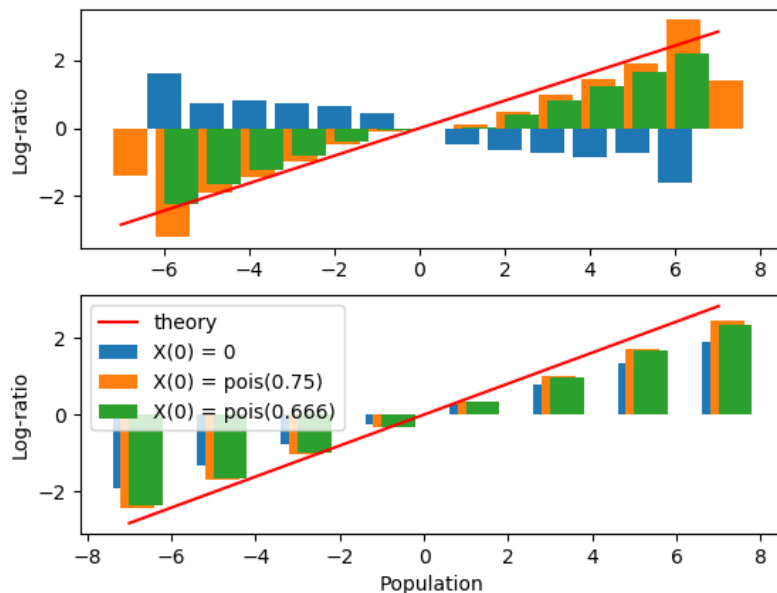 2
0
−2
Log-ratio
−6 −4 −2 0 2 4 6 8
theory
X(0) = 0
X(0) = pois(0.75)
X(0) = pois(0.666)
2
0
−2
Log-ratio
−8 −6 −4 −2 0 2 4 6 8
Population